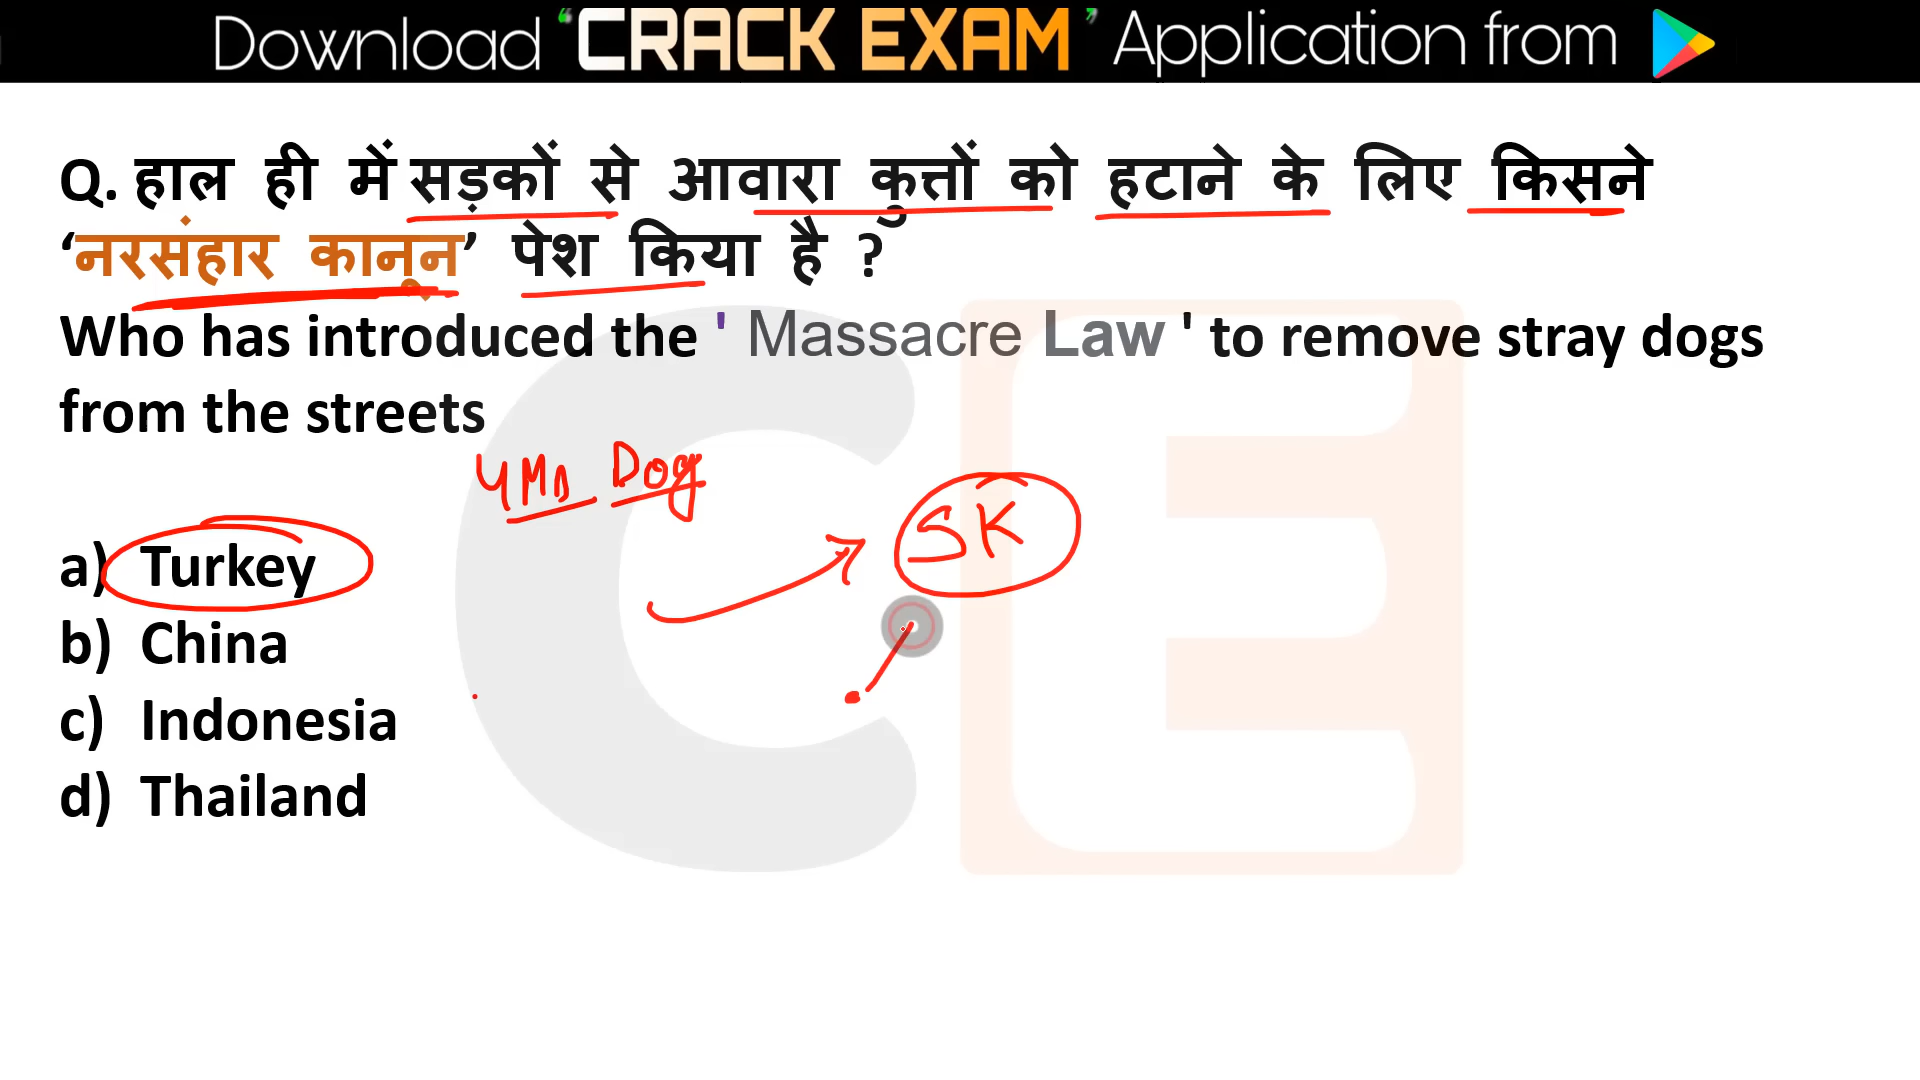 Download ‘CRACK EXAM’ Application from
Q. हाल ही में सड़कों से आवारा कुत्तों को हटाने के लिए किसने
‘नरसंहार कानून’ पेश किया है ?
Who has introduced the ' Massacre Law ' to remove stray dogs
from the streets
4Mn Dog
SK
a) Turkey
b) China
c) Indonesia
d) Thailand
CE